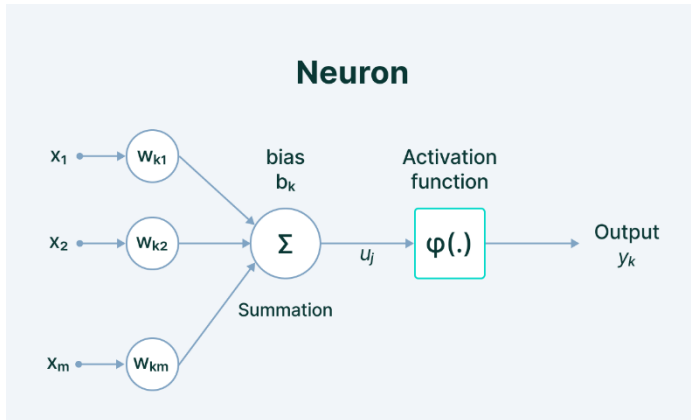 Neuron
x₁
wₖ₁
bias
bₖ
Activation
function
x₂
wₖ₂
Σ
uⱼ
φ(.)
Output
yₖ
Summation
xₘ
wₖₘ